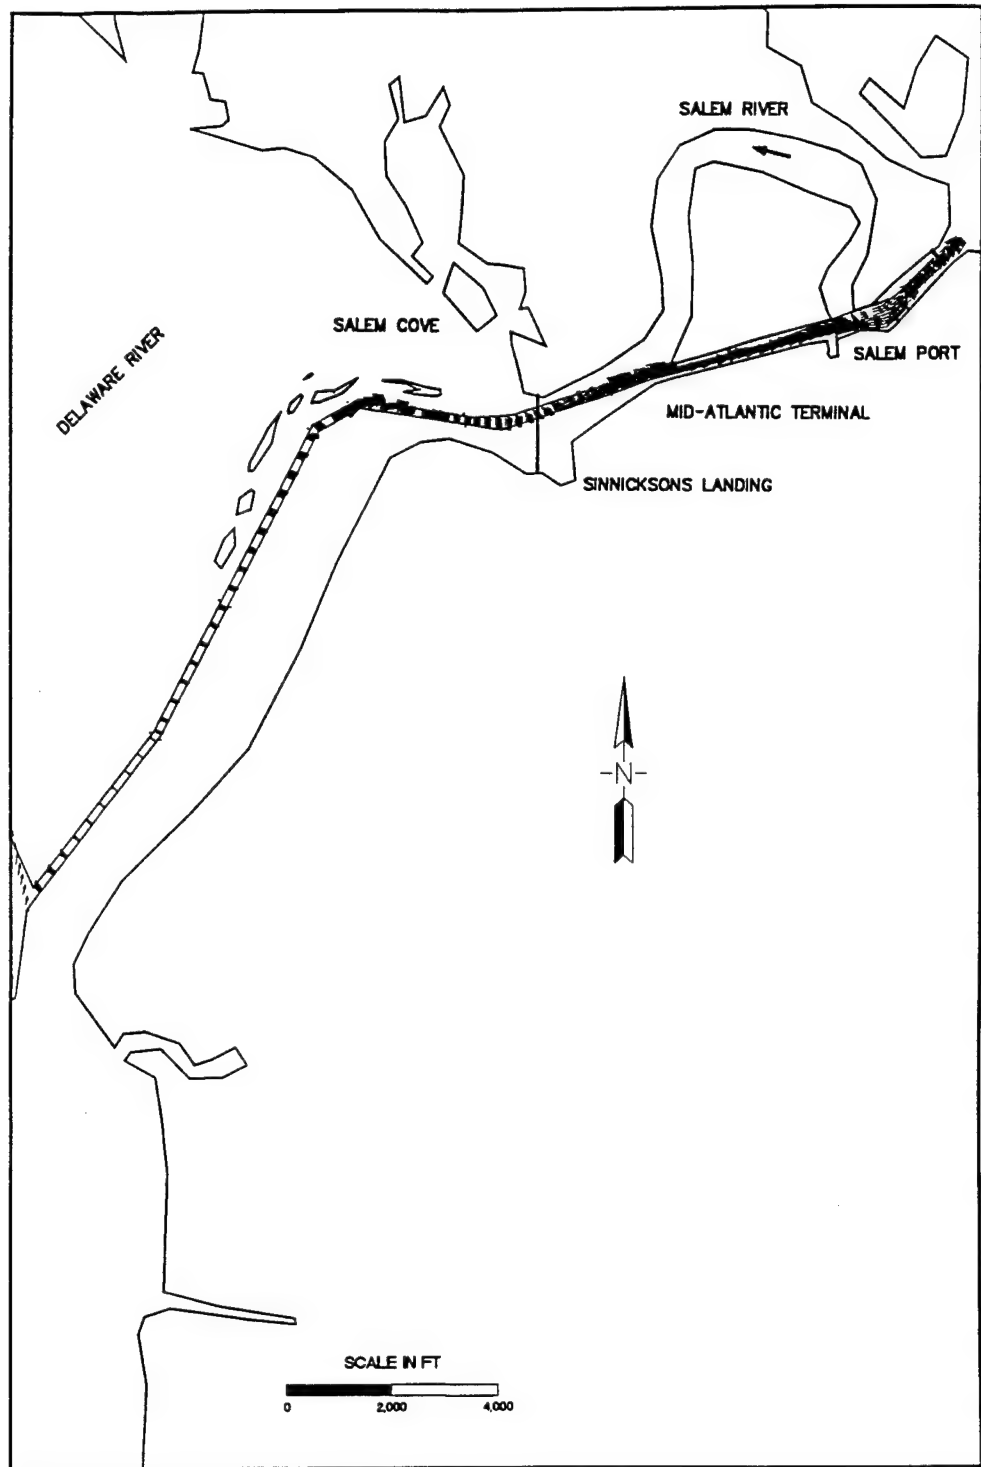 SALEM RIVER
SALEM COVE
DELAWARE RIVER
SALEM PORT
MID-ATLANTIC TERMINAL
SINNICKSONS LANDING
-N-
SCALE IN FT
0 2,000 4,000